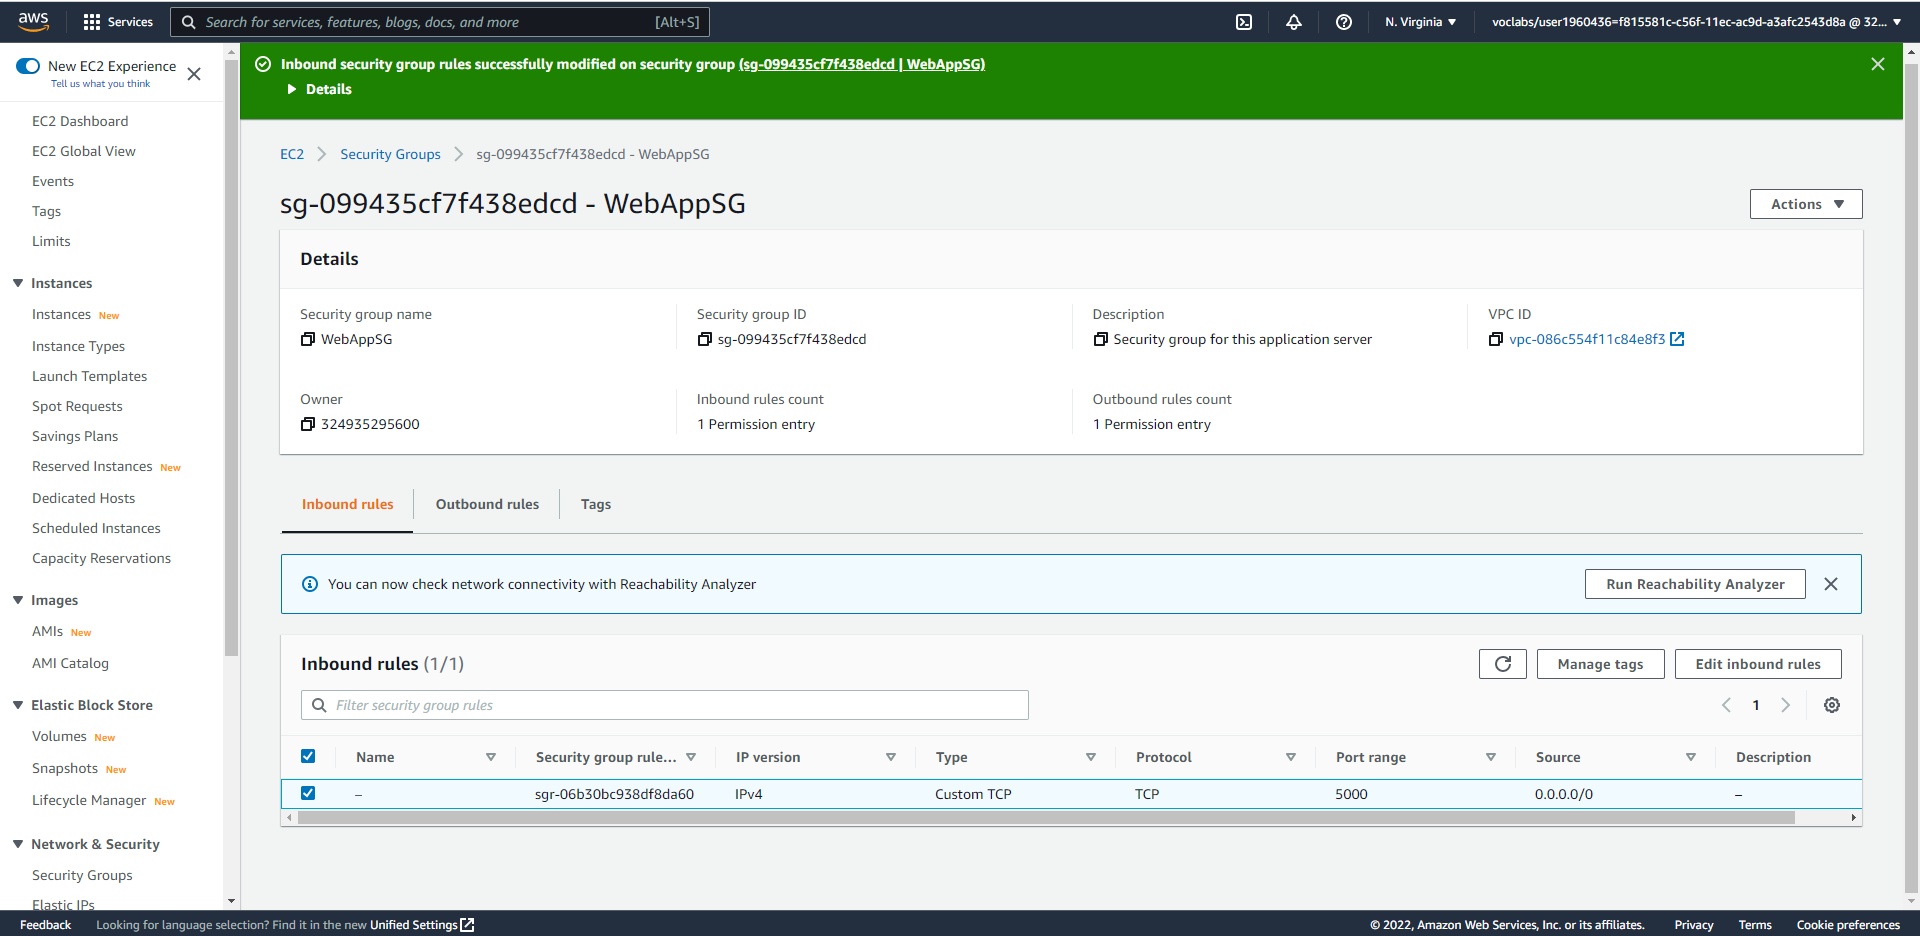 aws
Services
Search for services, features, blogs, docs, and more
[Alt+S]
N. Virginia
voclabs/user1960436=f815581c-c56f-11ec-ac9d-a3afc2543d8a @ 32...
New EC2 Experience
Tell us what you think
EC2 Dashboard
EC2 Global View
Events
Tags
Limits
Instances
Instances New
Instance Types
Launch Templates
Spot Requests
Savings Plans
Reserved Instances New
Dedicated Hosts
Scheduled Instances
Capacity Reservations
Images
AMIs New
AMI Catalog
Elastic Block Store
Volumes New
Snapshots New
Lifecycle Manager New
Network & Security
Security Groups
Elastic IPs
Inbound security group rules successfully modified on security group (sg-099435cf7f438edcd | WebAppSG)
Details
EC2 Security Groups sg-099435cf7f438edcd - WebAppSG
sg-099435cf7f438edcd - WebAppSG
Actions
Details
Security group name
WebAppSG
Security group ID
sg-099435cf7f438edcd
Description
Security group for this application server
VPC ID
vpc-086c554f11c84e8f3
Owner
324935295600
Inbound rules count
1 Permission entry
Outbound rules count
1 Permission entry
Inbound rules
Outbound rules
Tags
You can now check network connectivity with Reachability Analyzer
Run Reachability Analyzer
Inbound rules (1/1)
Manage tags
Edit inbound rules
Filter security group rules
1
Name Security group rule... IP version Type Protocol Port range Source Description
– sgr-06b30bc938df8da60 IPv4 Custom TCP TCP 5000 0.0.0.0/0 –
Feedback
Looking for language selection? Find it in the new Unified Settings
© 2022, Amazon Web Services, Inc. or its affiliates.
Privacy
Terms
Cookie preferences